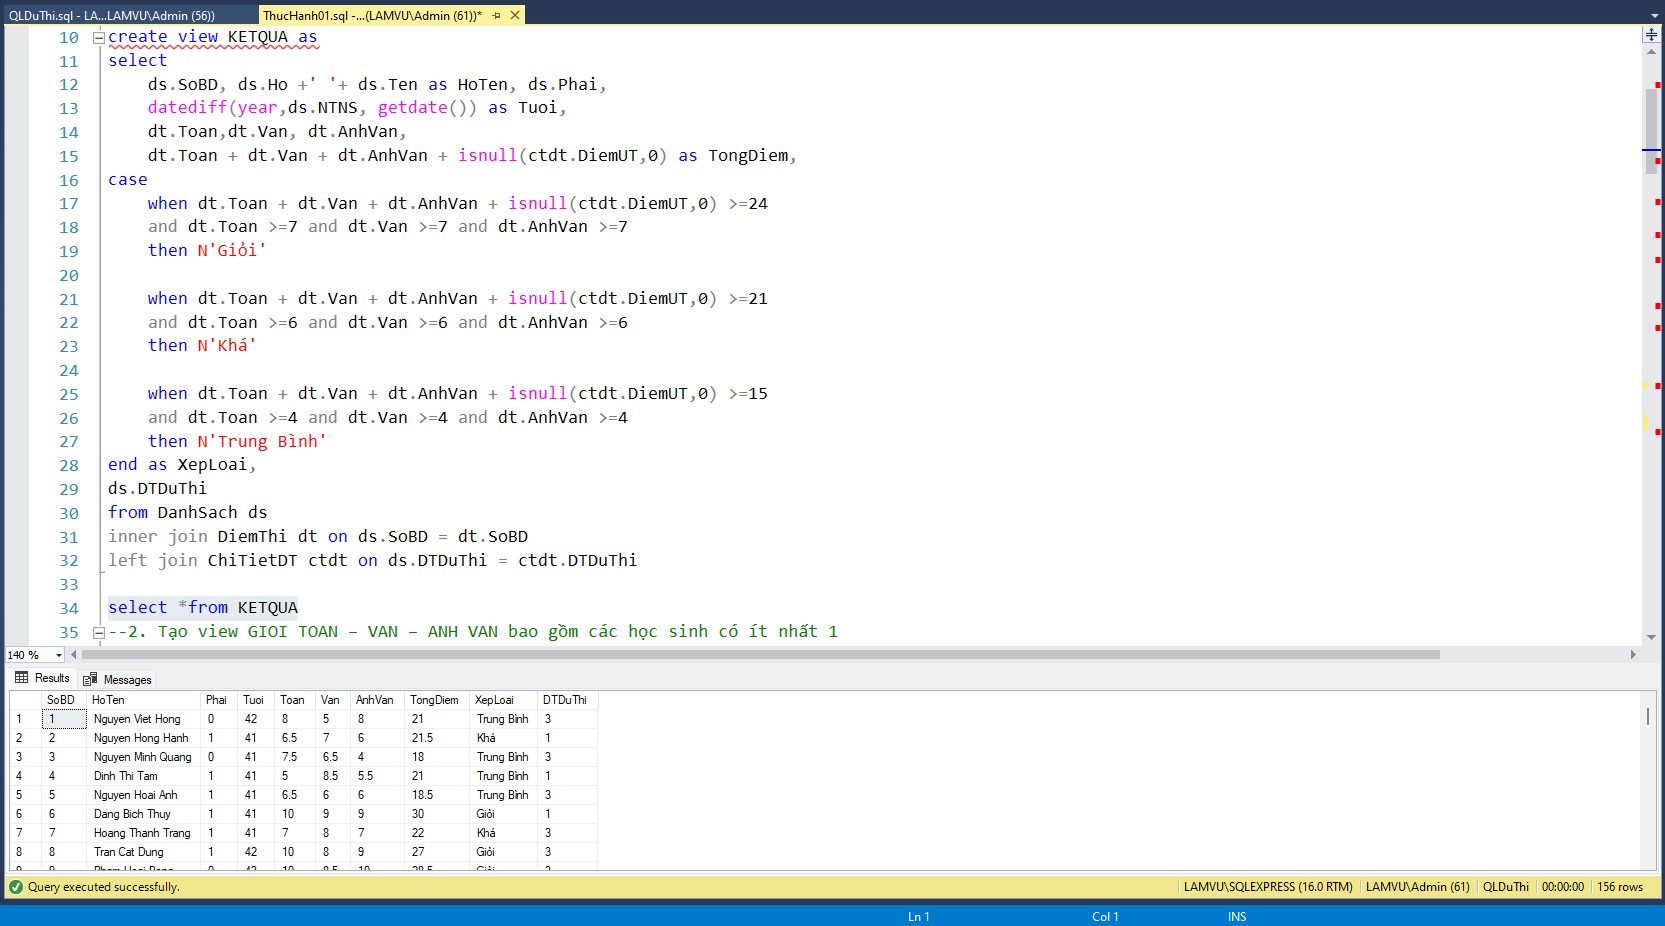 QLDuThi.sql - LA...LAMVU\Admin (56))
ThucHanh01.sql -...(LAMVU\Admin (61))*
10 create view KETQUA as
11 select
12 ds.SoBD, ds.Ho +' '+ ds.Ten as HoTen, ds.Phai,
13 datediff(year,ds.NTNS, getdate()) as Tuoi,
14 dt.Toan,dt.Van, dt.AnhVan,
15 dt.Toan + dt.Van + dt.AnhVan + isnull(ctdt.DiemUT,0) as TongDiem,
16 case
17 when dt.Toan + dt.Van + dt.AnhVan + isnull(ctdt.DiemUT,0) >=24
18 and dt.Toan >=7 and dt.Van >=7 and dt.AnhVan >=7
19 then N'Giỏi'
20
21 when dt.Toan + dt.Van + dt.AnhVan + isnull(ctdt.DiemUT,0) >=21
22 and dt.Toan >=6 and dt.Van >=6 and dt.AnhVan >=6
23 then N'Khá'
24
25 when dt.Toan + dt.Van + dt.AnhVan + isnull(ctdt.DiemUT,0) >=15
26 and dt.Toan >=4 and dt.Van >=4 and dt.AnhVan >=4
27 then N'Trung Bình'
28 end as XepLoai,
29 ds.DTDuThi
30 from DanhSach ds
31 inner join DiemThi dt on ds.SoBD = dt.SoBD
32 left join ChiTietDT ctdt on ds.DTDuThi = ctdt.DTDuThi
33
34 select *from KETQUA
35 --2. Tạo view GIOI TOAN – VAN – ANH VAN bao gồm các học sinh có ít nhất 1
140 %
Results Messages
SoBD HoTen Phai Tuoi Toan Van AnhVan TongDiem XepLoai DTDuThi
1 1 Nguyen Viet Hong 0 42 8 5 8 21 Trung Bình 3
2 2 Nguyen Hong Hanh 1 41 6.5 7 6 21.5 Khá 1
3 3 Nguyen Minh Quang 0 41 7.5 6.5 4 18 Trung Bình 3
4 4 Dinh Thi Tam 1 41 5 8.5 5.5 21 Trung Bình 1
5 5 Nguyen Hoai Anh 1 41 6.5 6 6 18.5 Trung Bình 3
6 6 Dang Bich Thuy 1 41 10 9 9 30 Giỏi 1
7 7 Hoang Thanh Trang 1 41 7 8 7 22 Khá 3
8 8 Tran Cat Dung 1 42 10 8 9 27 Giỏi 3
Query executed successfully. LAMVU\SQLEXPRESS (16.0 RTM) LAMVU\Admin (61) QLDuThi 00:00:00 156 rows
Ln 1 Col 1 INS